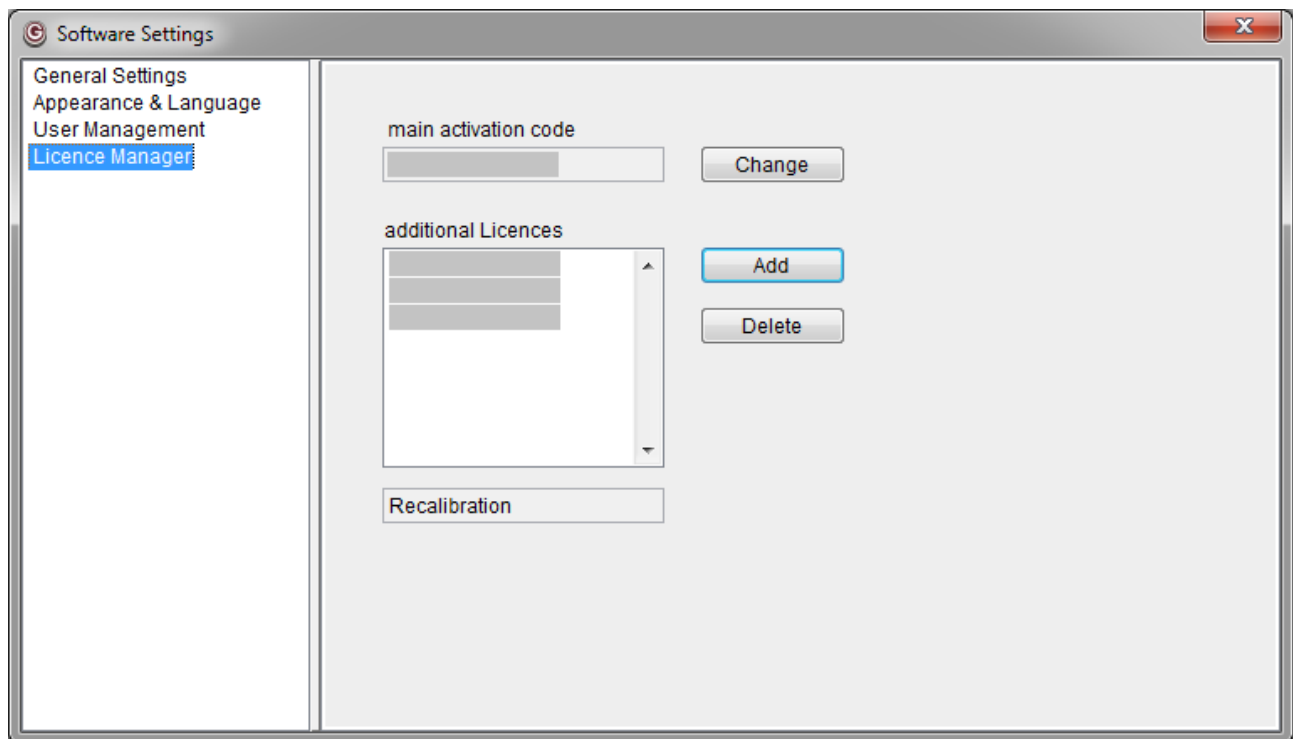 Software Settings
General Settings
Appearance & Language
User Management
Licence Manager
main activation code
Change
additional Licences
Add
Delete
Recalibration